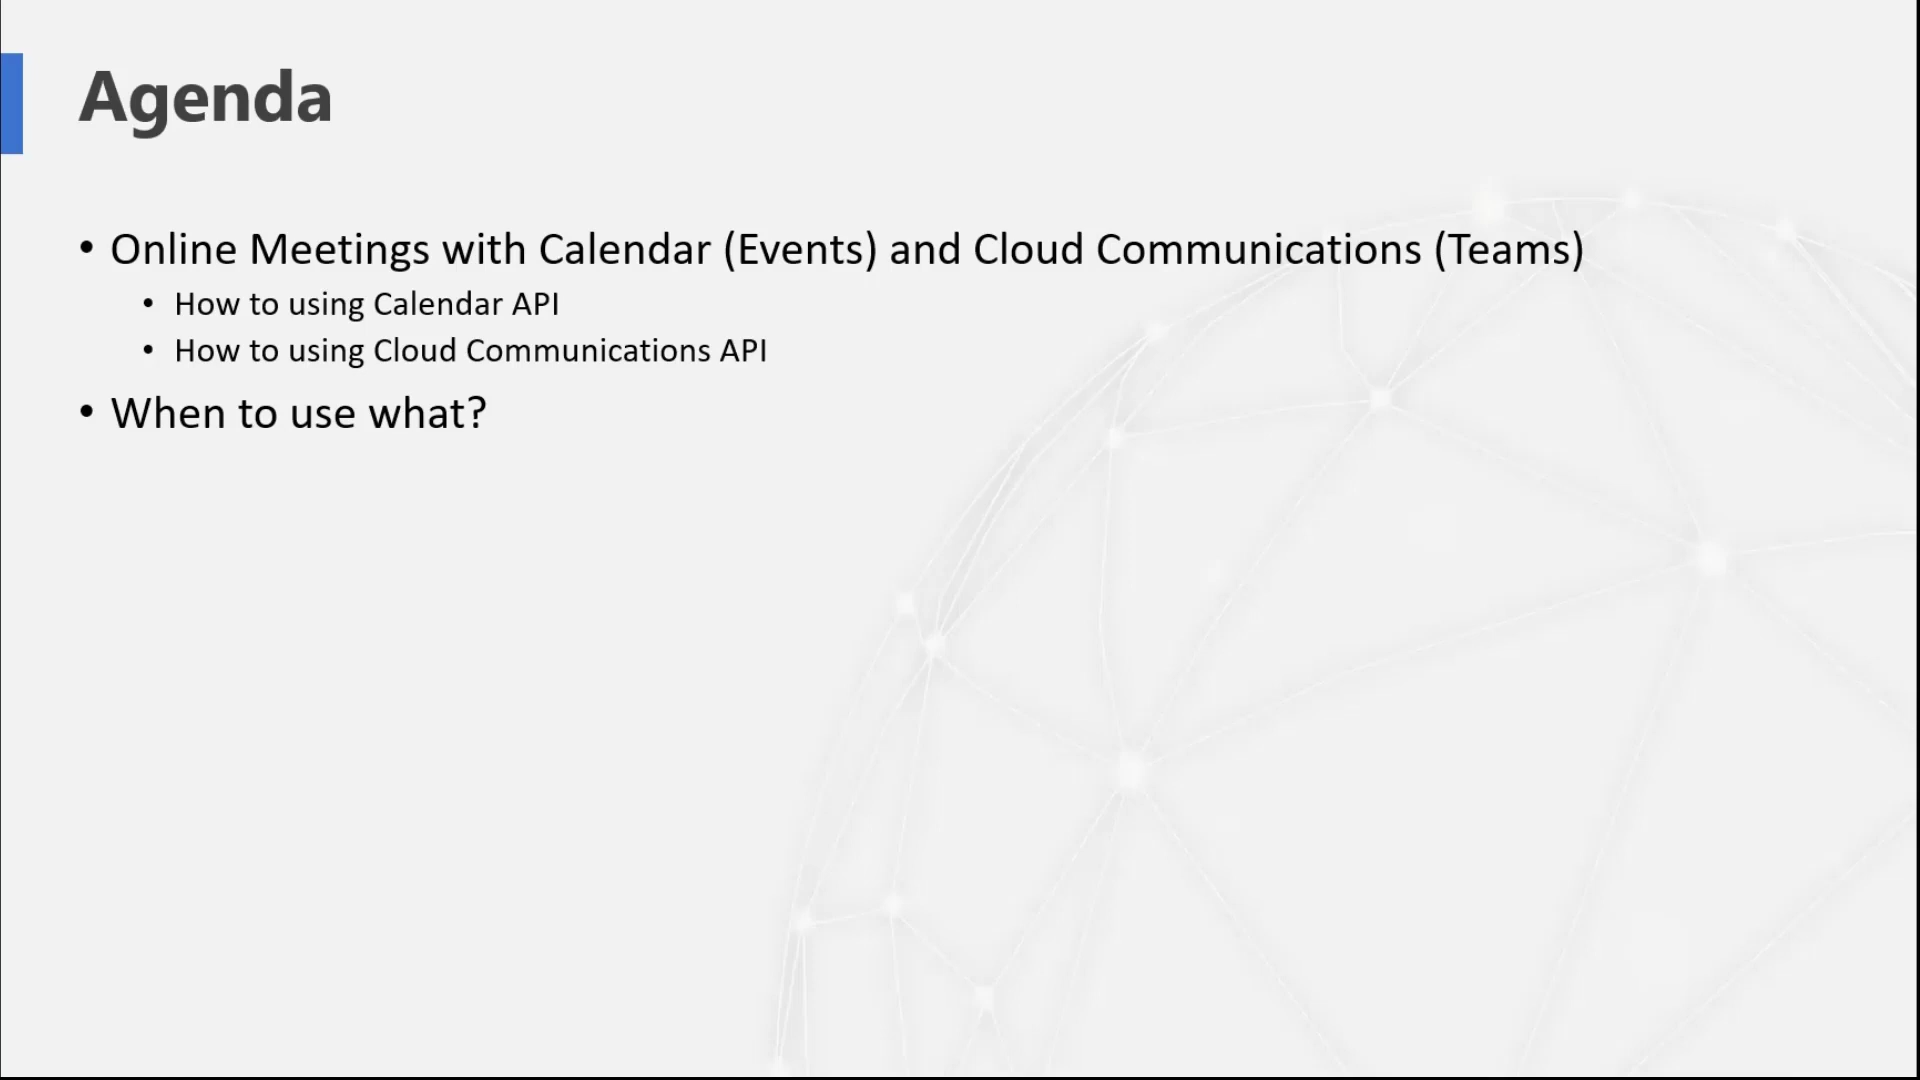 Agenda
• Online Meetings with Calendar (Events) and Cloud Communications (Teams)
• How to using Calendar API
• How to using Cloud Communications API
• When to use what?